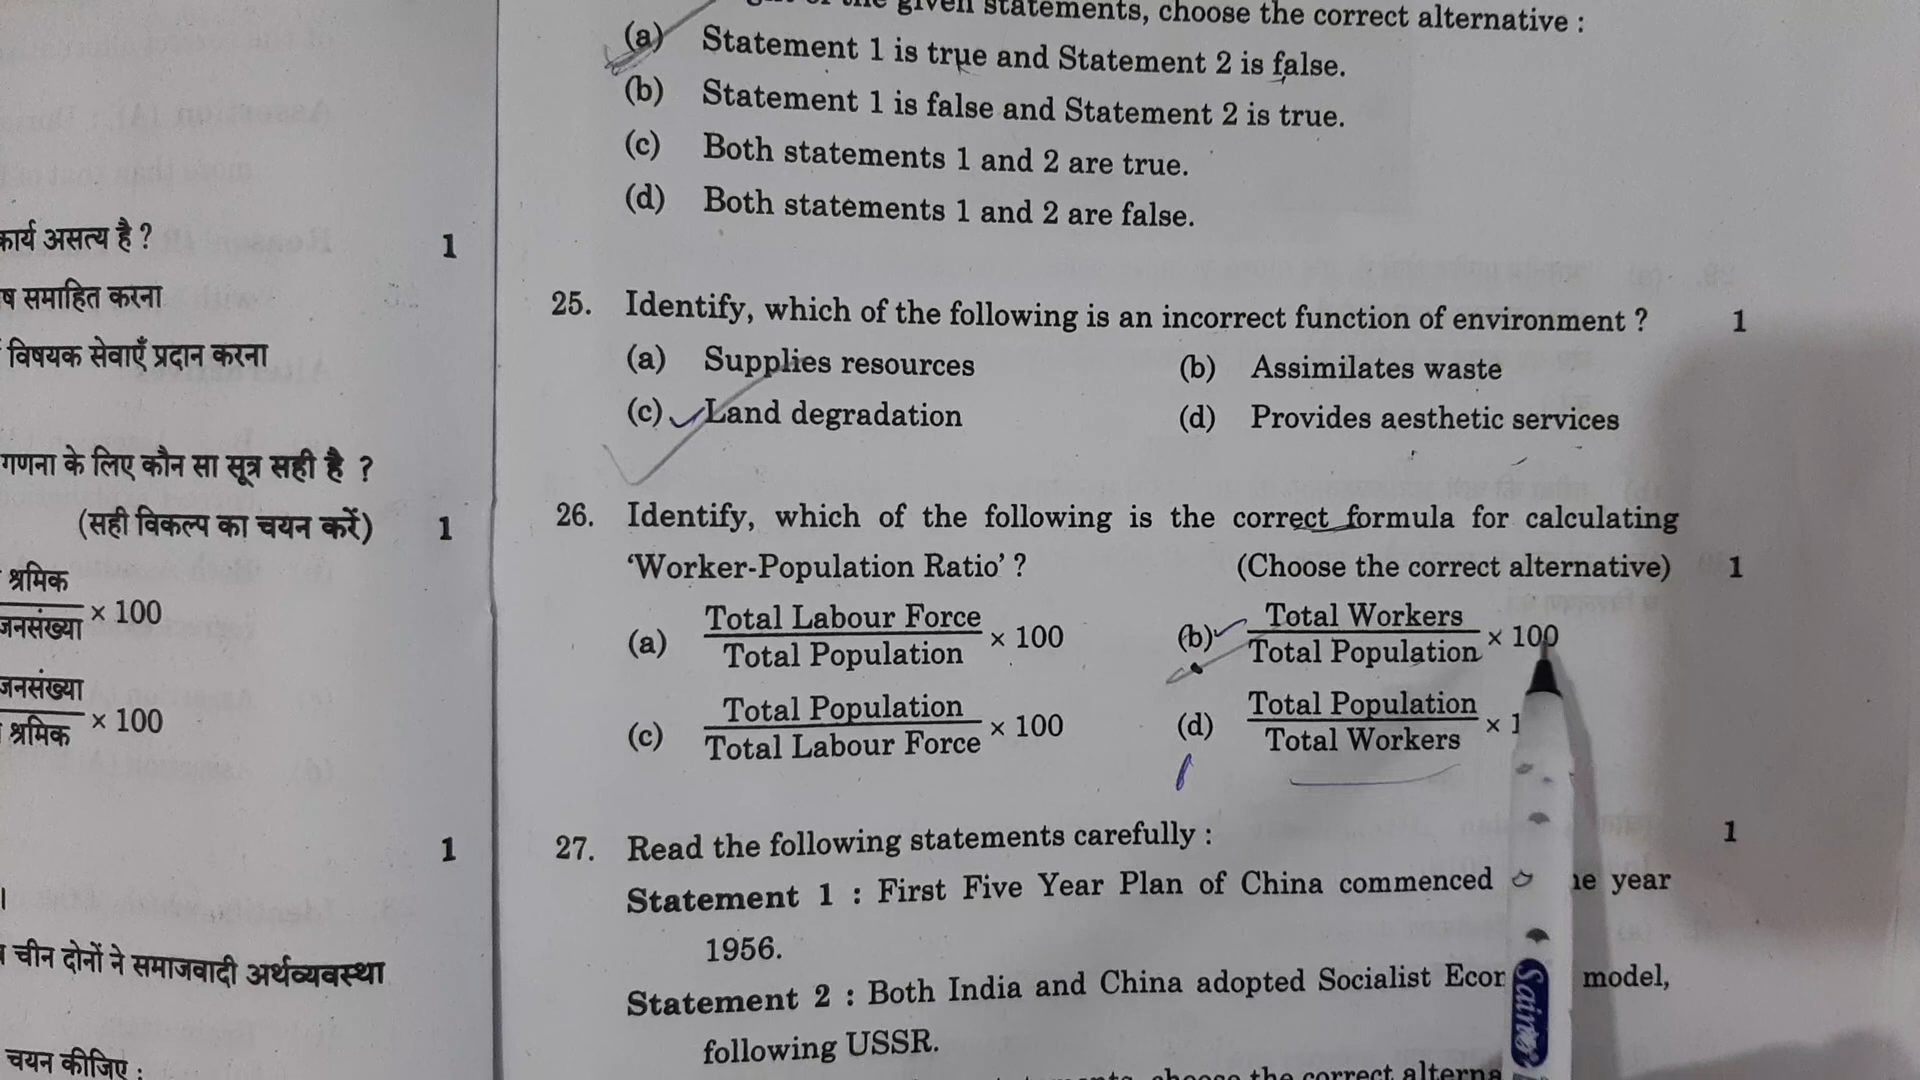 कार्य असत्य है ? 1
समाहित करना
विषयक सेवाएँ प्रदान करना
गणना के लिए कौन सा सूत्र सही है ?
(सही विकल्प का चयन करें) 1
श्रमिक
जनसंख्या × 100
जनसंख्या
श्रमिक × 100
1
चीन दोनों ने समाजवादी अर्थव्यवस्था
चयन कीजिए :
given statements, choose the correct alternative :
(a) Statement 1 is true and Statement 2 is false.
(b) Statement 1 is false and Statement 2 is true.
(c) Both statements 1 and 2 are true.
(d) Both statements 1 and 2 are false.
25. Identify, which of the following is an incorrect function of environment ? 1
(a) Supplies resources (b) Assimilates waste
(c) Land degradation (d) Provides aesthetic services
26. Identify, which of the following is the correct formula for calculating
‘Worker-Population Ratio’ ? (Choose the correct alternative) 1
(a) Total Labour Force / Total Population × 100 (b) Total Workers / Total Population × 100
(c) Total Population / Total Labour Force × 100 (d) Total Population / Total Workers × 1
27. Read the following statements carefully : 1
Statement 1 : First Five Year Plan of China commenced year
1956.
Statement 2 : Both India and China adopted Socialist model,
following USSR.
choose the correct